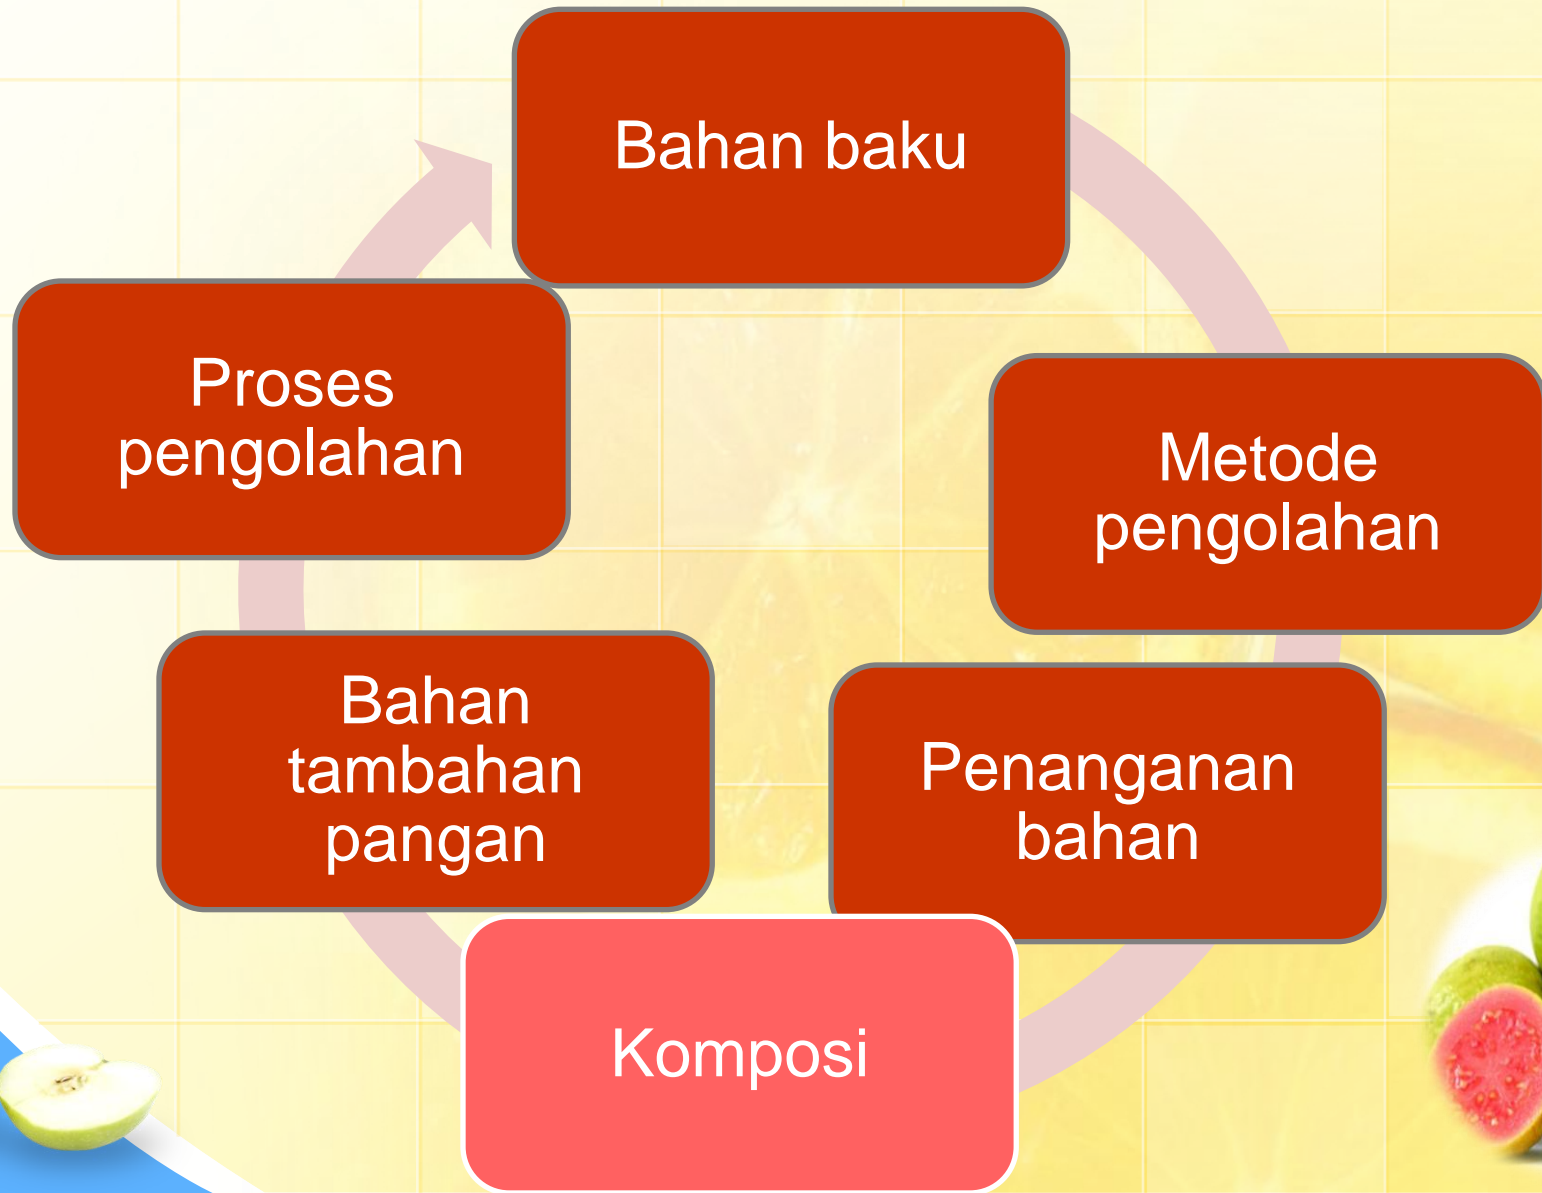 Bahan baku
Metode
pengolahan
Penanganan
bahan
Komposi
Bahan
tambahan
pangan
Proses
pengolahan